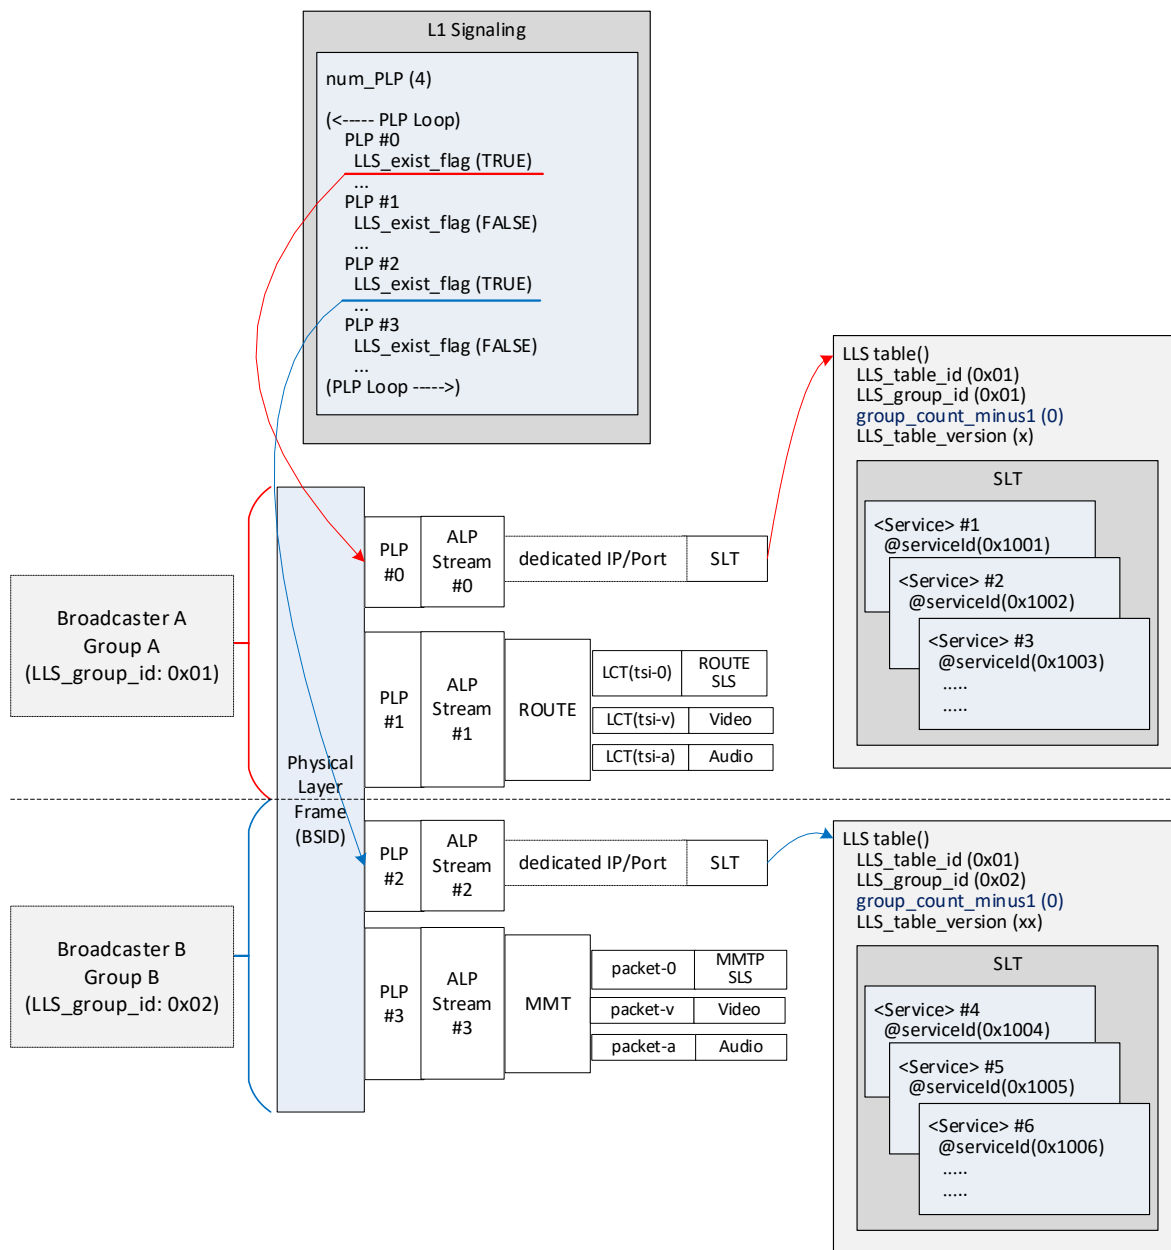 L1 Signaling
num_PLP (4)
(<----- PLP Loop)
PLP #0
LLS_exist_flag (TRUE)
...
PLP #1
LLS_exist_flag (FALSE)
...
PLP #2
LLS_exist_flag (TRUE)
...
PLP #3
LLS_exist_flag (FALSE)
...
(PLP Loop ----->)
Broadcaster A
Group A
(LLS_group_id: 0x01)
Broadcaster B
Group B
(LLS_group_id: 0x02)
Physical
Layer
Frame
(BSID)
PLP
#0
ALP
Stream
#0
dedicated IP/Port
SLT
PLP
#1
ALP
Stream
#1
ROUTE
LCT(tsi-0)
ROUTE
SLS
LCT(tsi-v)
Video
LCT(tsi-a)
Audio
PLP
#2
ALP
Stream
#2
dedicated IP/Port
SLT
PLP
#3
ALP
Stream
#3
MMT
packet-0
MMTP
SLS
packet-v
Video
packet-a
Audio
LLS table()
LLS_table_id (0x01)
LLS_group_id (0x01)
group_count_minus1 (0)
LLS_table_version (x)
SLT
<Service> #1
@serviceId(0x1001)
<Service> #2
@serviceId(0x1002)
<Service> #3
@serviceId(0x1003)
.....
.....
LLS table()
LLS_table_id (0x01)
LLS_group_id (0x02)
group_count_minus1 (0)
LLS_table_version (xx)
SLT
<Service> #4
@serviceId(0x1004)
<Service> #5
@serviceId(0x1005)
<Service> #6
@serviceId(0x1006)
.....
.....